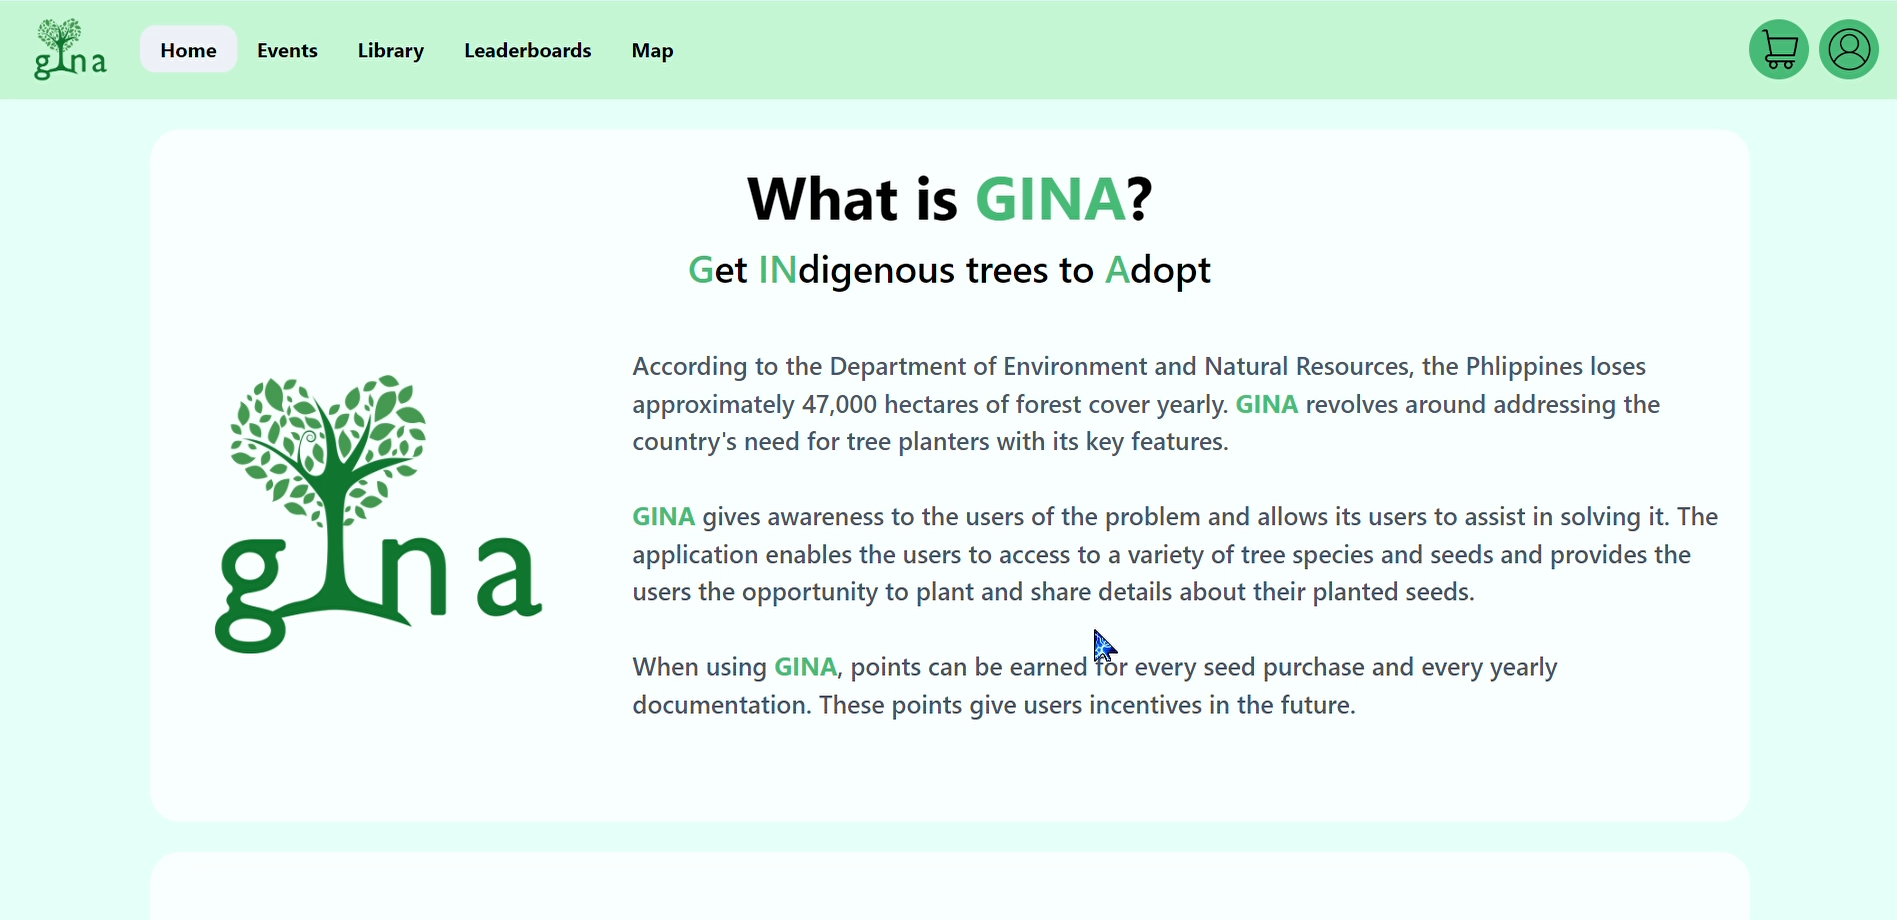 gina
Home Events Library Leaderboards Map
What is GINA?
Get INdigenous trees to Adopt
According to the Department of Environment and Natural Resources, the Phlippines loses
approximately 47,000 hectares of forest cover yearly. GINA revolves around addressing the
country's need for tree planters with its key features.
gina
GINA gives awareness to the users of the problem and allows its users to assist in solving it. The
application enables the users to access to a variety of tree species and seeds and provides the
users the opportunity to plant and share details about their planted seeds.
When using GINA, points can be earned for every seed purchase and every yearly
documentation. These points give users incentives in the future.